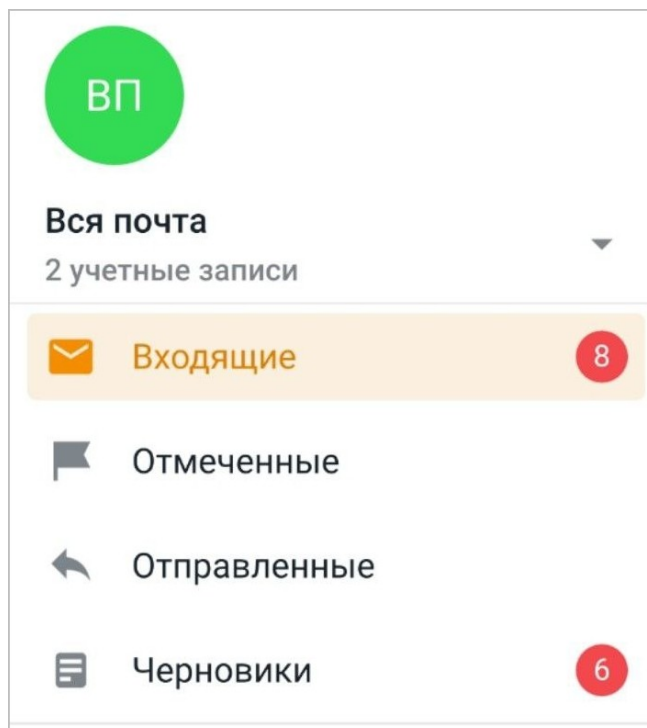 ВП
Вся почта
2 учетные записи
Входящие 8
Отмеченные
Отправленные
Черновики 6